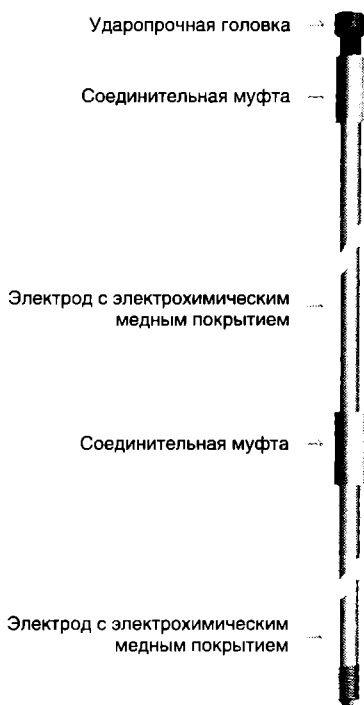 Ударопрочная головка
Соединительная муфта
Электрод с электрохимическим
медным покрытием
Соединительная муфта
Электрод с электрохимическим
медным покрытием